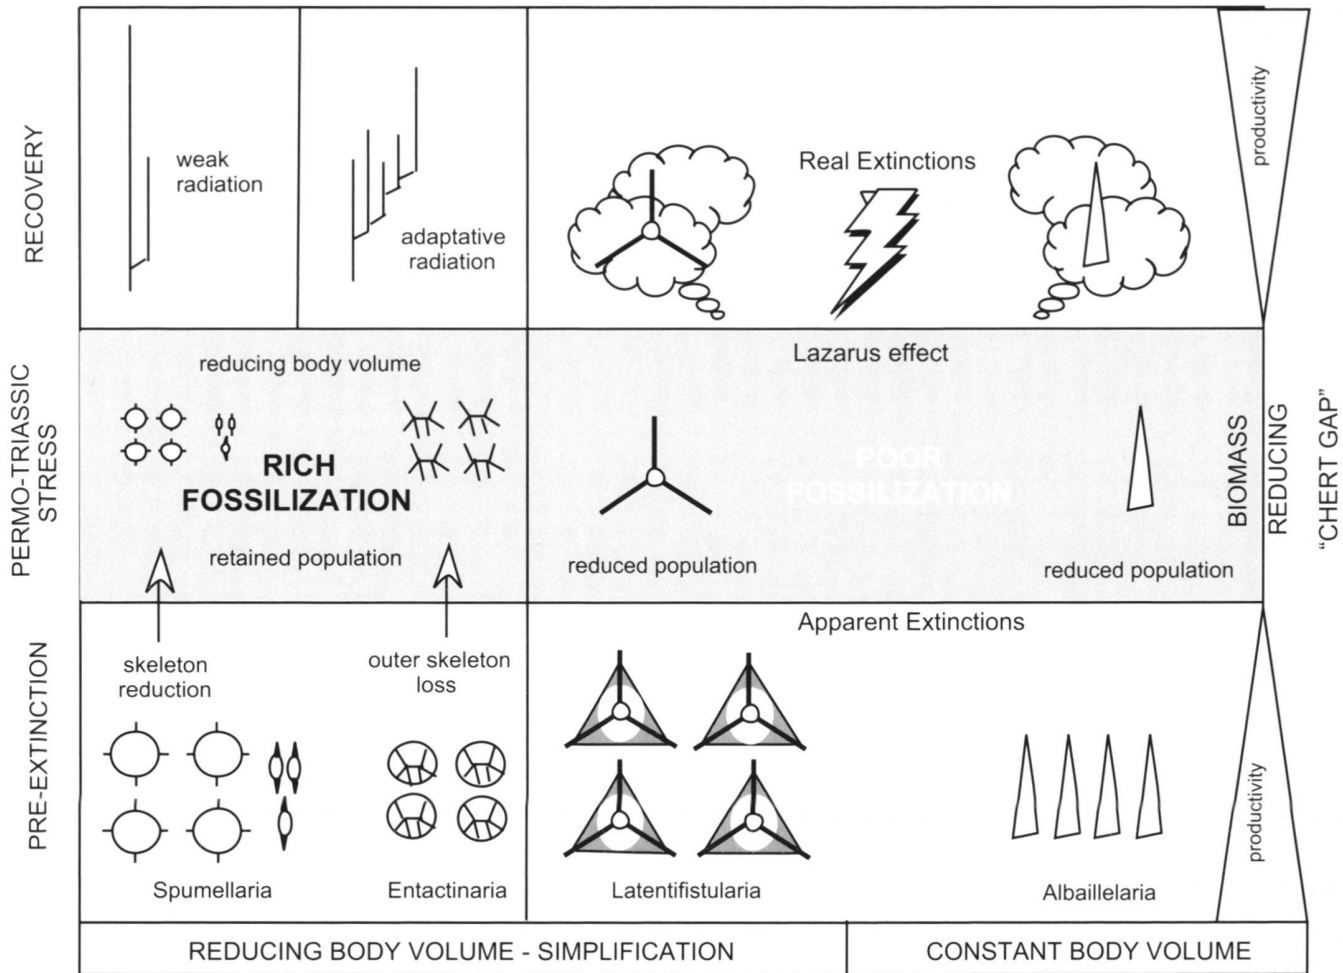 RECOVERY
weak
radiation
adaptative
radiation
Real Extinctions
productivity
PERMO-TRIASSIC
STRESS
reducing body volume
RICH
FOSSILIZATION
retained population
Lazarus effect
POOR
FOSSILIZATION
reduced population
reduced population
BIOMASS
REDUCING
“CHERT GAP”
PRE-EXTINCTION
skeleton
reduction
outer skeleton
loss
Apparent Extinctions
productivity
Spumellaria
Entactinaria
Latentifistularia
Albaillelaria
REDUCING BODY VOLUME - SIMPLIFICATION
CONSTANT BODY VOLUME